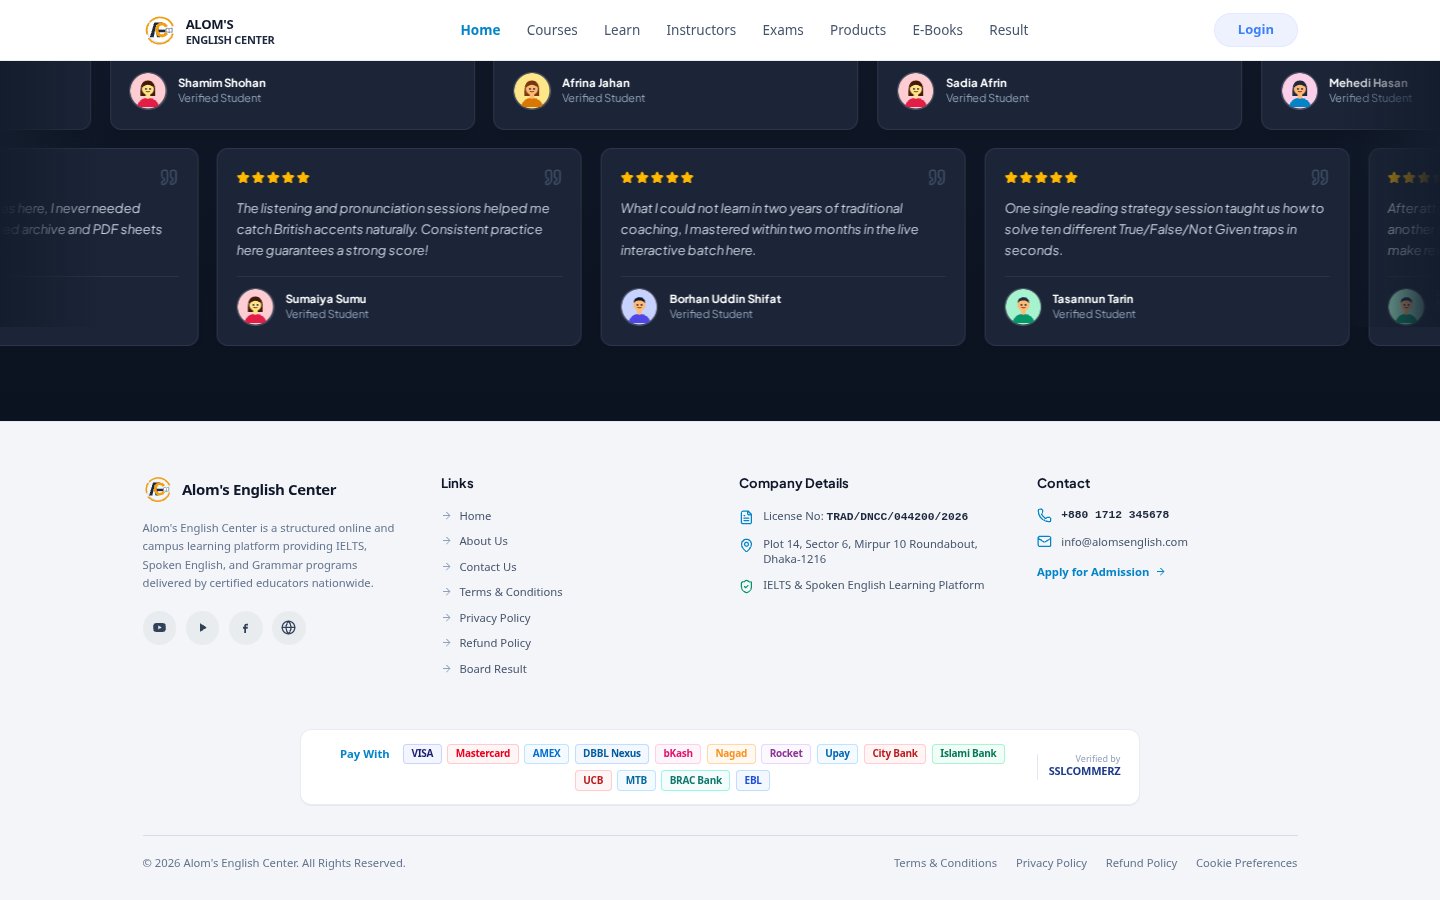 ALOM'S
ENGLISH CENTER
Home Courses Learn Instructors Exams Products E-Books Result
Login
Shamim Shohan
Verified Student
Afrina Jahan
Verified Student
Sadia Afrin
Verified Student
Mehedi Hasan
Verified Student
here, I never needed
archive and PDF sheets
The listening and pronunciation sessions helped me
catch British accents naturally. Consistent practice
here guarantees a strong score!
Sumaiya Sumu
Verified Student
What I could not learn in two years of traditional
coaching, I mastered within two months in the live
interactive batch here.
Borhan Uddin Shifat
Verified Student
One single reading strategy session taught us how to
solve ten different True/False/Not Given traps in
seconds.
Tasannun Tarin
Verified Student
After
another
make
Alom's English Center
Alom's English Center is a structured online and
campus learning platform providing IELTS,
Spoken English, and Grammar programs
delivered by certified educators nationwide.
Links
Home
About Us
Contact Us
Terms & Conditions
Privacy Policy
Refund Policy
Board Result
Company Details
License No: TRAD/DNCC/044200/2026
Plot 14, Sector 6, Mirpur 10 Roundabout,
Dhaka-1216
IELTS & Spoken English Learning Platform
Contact
+880 1712 345678
info@alomsenglish.com
Apply for Admission
Pay With VISA Mastercard AMEX DBBL Nexus bKash Nagad Rocket Upay City Bank Islami Bank
UCB MTB BRAC Bank EBL
Verified by
SSLCOMMERZ
© 2026 Alom's English Center. All Rights Reserved.
Terms & Conditions Privacy Policy Refund Policy Cookie Preferences